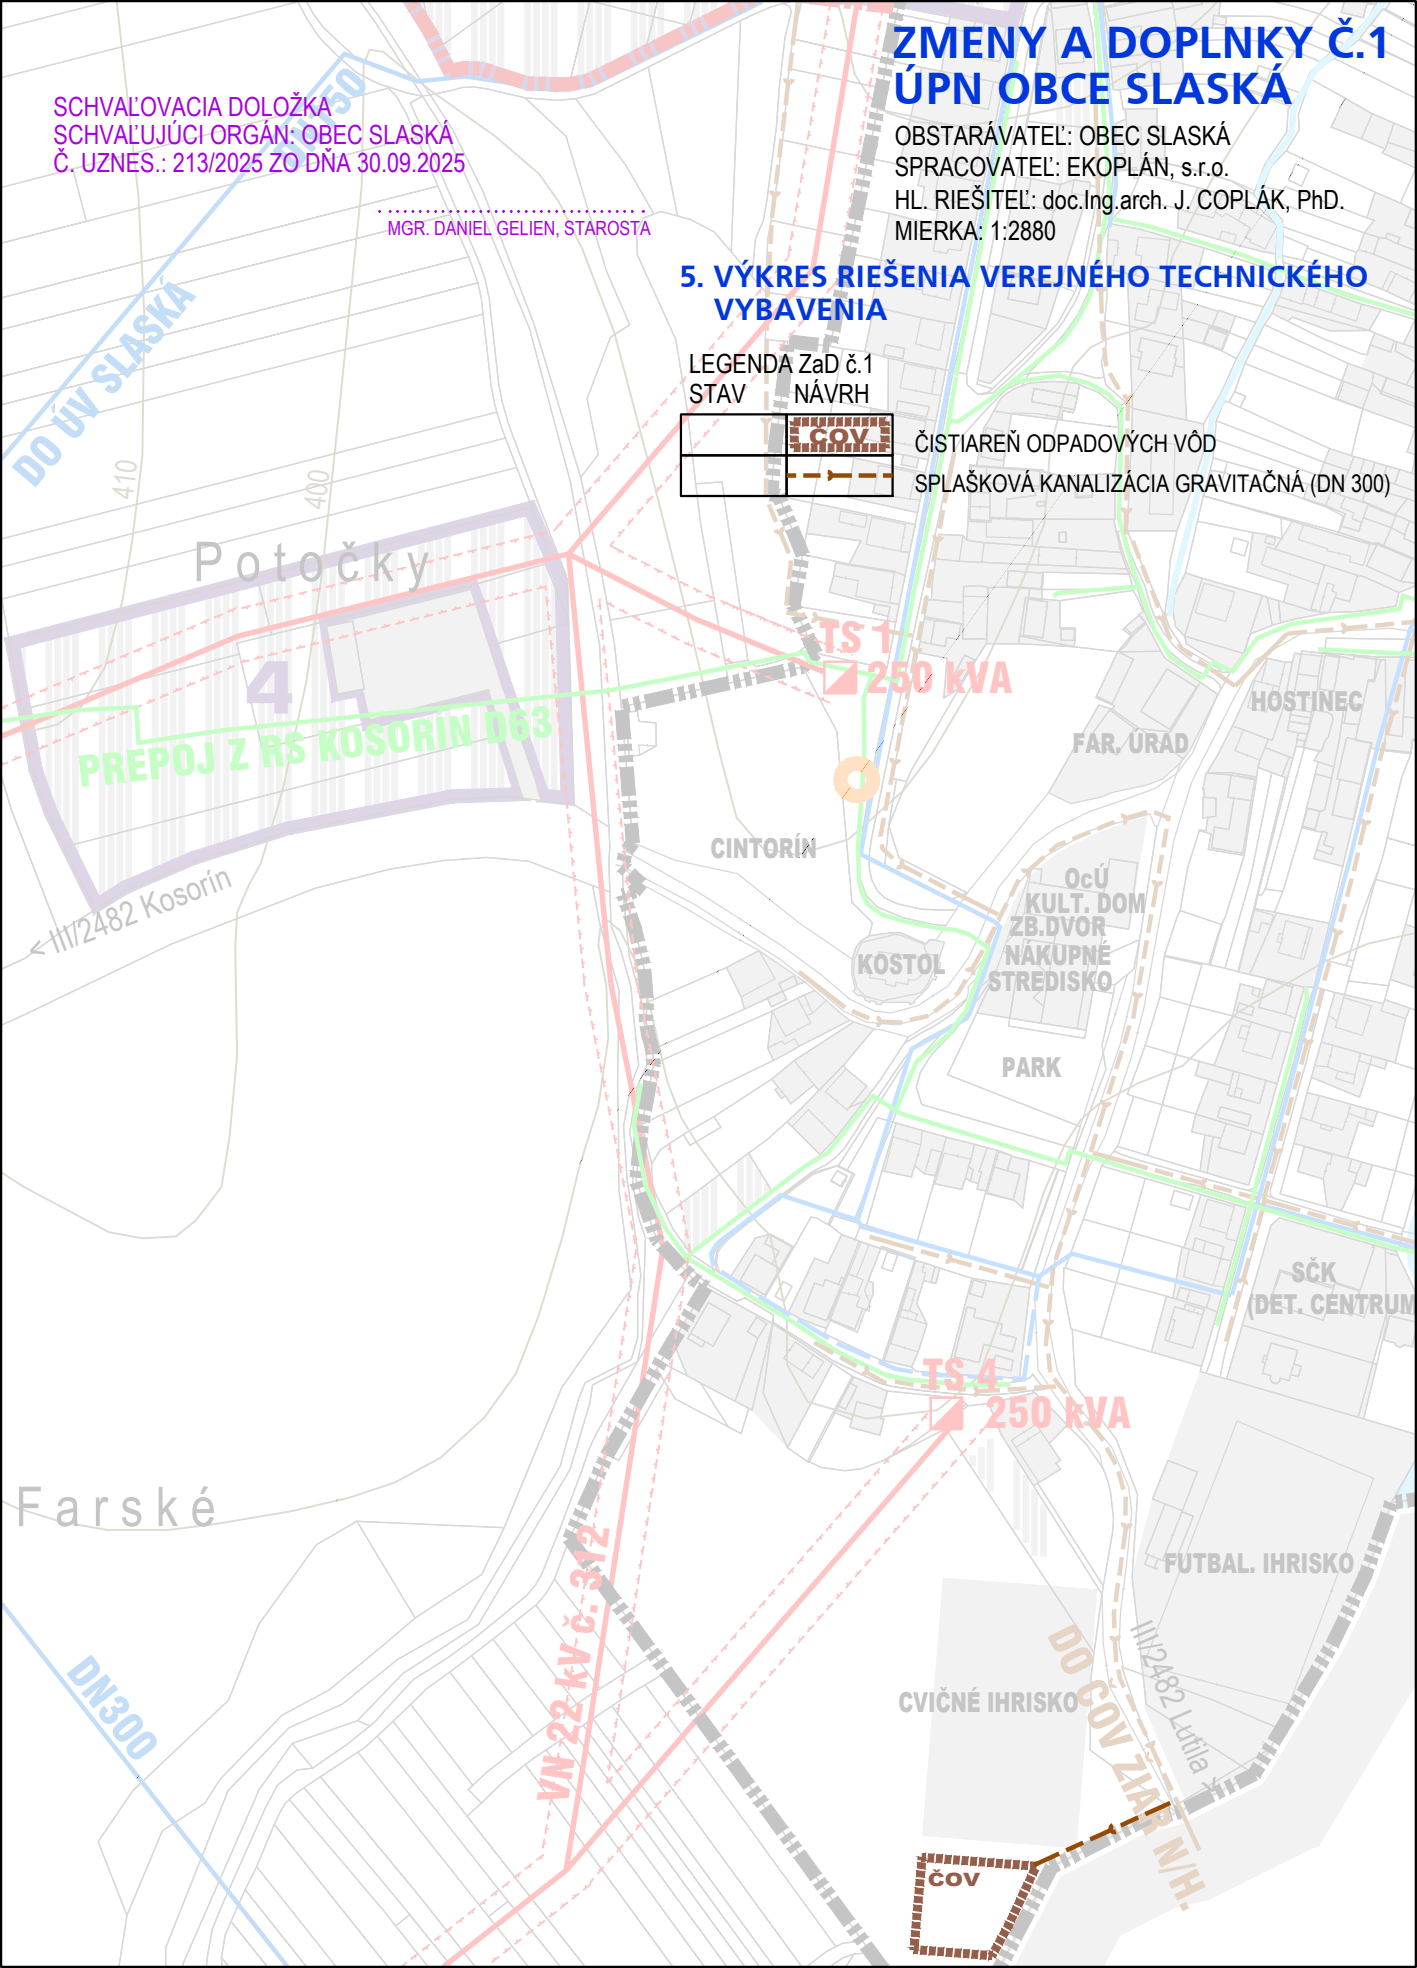 ZMENY A DOPLNKY Č.1
ÚPN OBCE SLASKÁ
OBSTARÁVATEĽ: OBEC SLASKÁ
SPRACOVATEĽ: EKOPLÁN, s.r.o.
HL. RIEŠITEĽ: doc.Ing.arch. J. COPLÁK, PhD.
MIERKA: 1:2880
SCHVAĽOVACIA DOLOŽKA
SCHVAĽUJÚCI ORGÁN: OBEC SLASKÁ
Č. UZNES.: 213/2025 ZO DŇA 30.09.2025
MGR. DANIEL GELIEN, STAROSTA
5. VÝKRES RIEŠENIA VEREJNÉHO TECHNICKÉHO
VYBAVENIA
LEGENDA ZaD č.1
STAV NÁVRH
ČOV
ČISTIAREŇ ODPADOVÝCH VÔD
SPLAŠKOVÁ KANALIZÁCIA GRAVITAČNÁ (DN 300)
DN150
DO ÚV SLASKÁ
410
400
Potočky
4
PREPOJ Z RS KOSORÍN D63
< III/2482 Kosorín
TS 1
250 kVA
HOSTINEC
FAR. ÚRAD
CINTORÍN
OcÚ
KULT. DOM
ZB.DVOR
NÁKUPNÉ
STREDISKO
KOSTOL
PARK
SČK
(DET. CENTRUM
TS 4
250 kVA
Farské
VN 22 kV č. 312
FUTBAL. IHRISKO
DN300
CVIČNÉ IHRISKO
III/2482 Lutila >
DO ČOV ŽIAR N/H.
ČOV